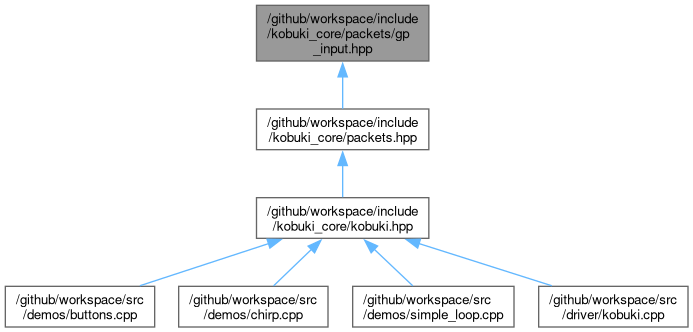 /github/workspace/include
/kobuki_core/packets/gp
_input.hpp
/github/workspace/include
/kobuki_core/packets.hpp
/github/workspace/include
/kobuki_core/kobuki.hpp
/github/workspace/src
/demos/buttons.cpp
/github/workspace/src
/demos/chirp.cpp
/github/workspace/src
/demos/simple_loop.cpp
/github/workspace/src
/driver/kobuki.cpp